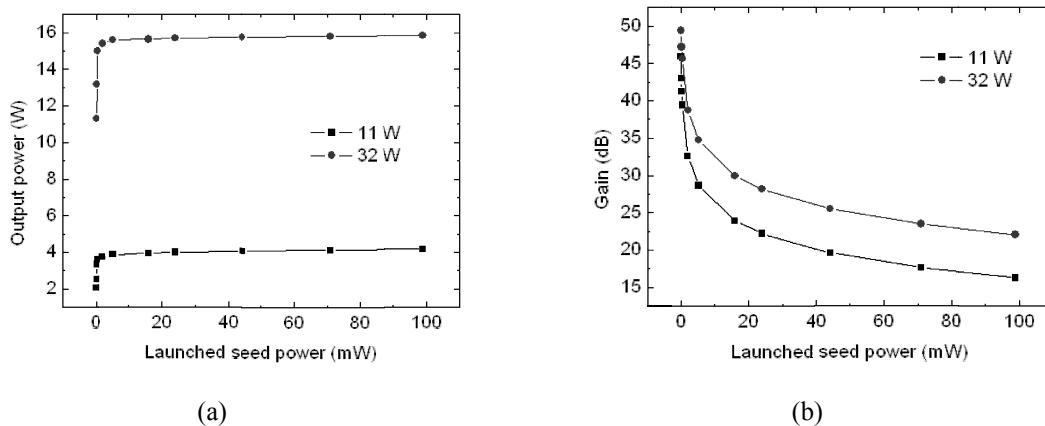 16
14
12
10
8
6
4
2
Output power (W)
11 W
32 W
0 20 40 60 80 100
Launched seed power (mW)
(a)
50
45
40
35
30
25
20
15
Gain (dB)
11 W
32 W
0 20 40 60 80 100
Launched seed power (mW)
(b)